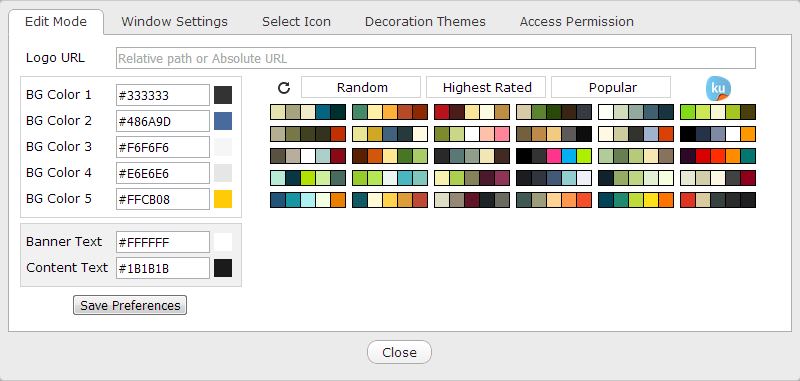 Edit Mode Window Settings Select Icon Decoration Themes Access Permission
Logo URL Relative path or Absolute URL
Random Highest Rated Popular ku
BG Color 1 #333333
BG Color 2 #486A9D
BG Color 3 #F6F6F6
BG Color 4 #E6E6E6
BG Color 5 #FFCB08
Banner Text #FFFFFF
Content Text #1B1B1B
Save Preferences
Close